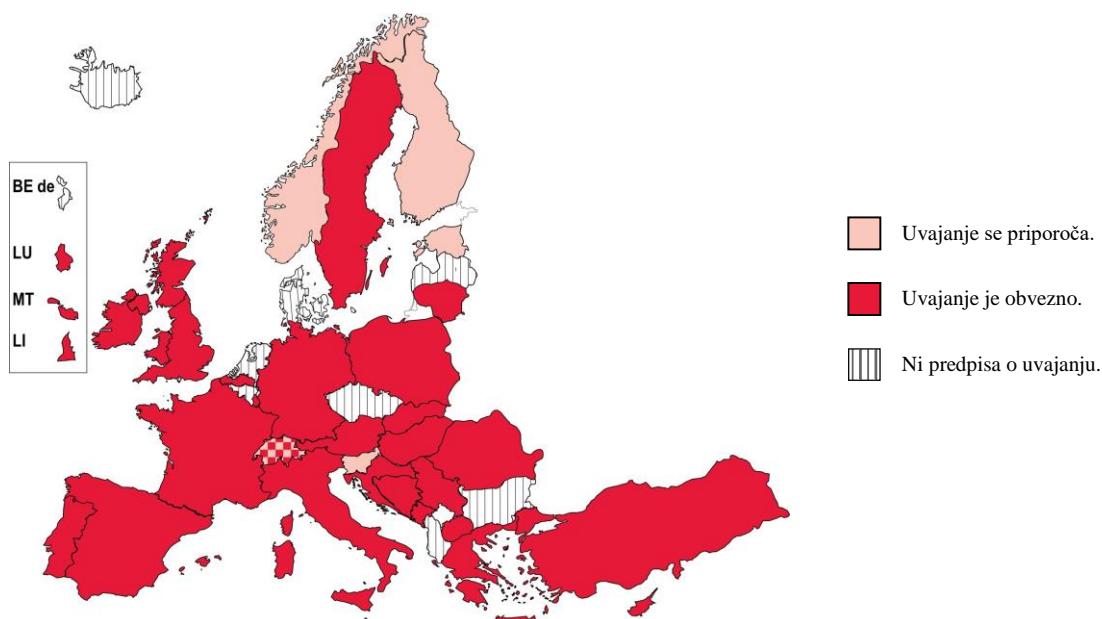 BE de
LU
MT
LI
Uvajanje se priporoča.
Uvajanje je obvezno.
Ni predpisa o uvajanju.